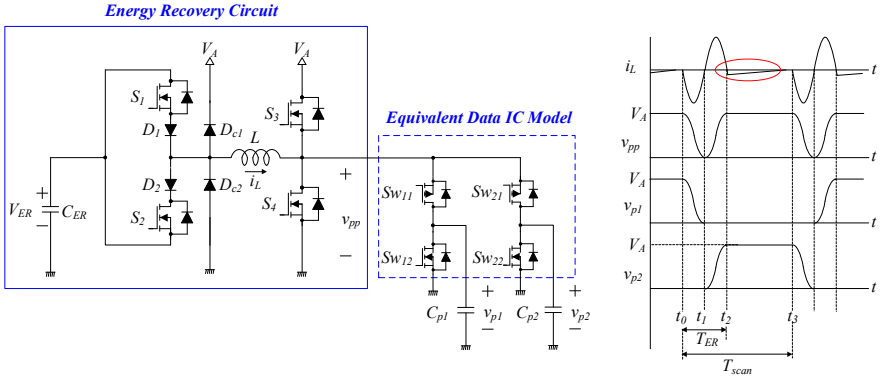 Energy Recovery Circuit
V_A
V_A
S_1
S_3
D_1
D_c1
L
D_2
D_c2
i_L
V_ER
C_ER
S_2
S_4
v_pp
Equivalent Data IC Model
Sw_11
Sw_21
Sw_12
Sw_22
C_p1
v_p1
C_p2
v_p2
i_L
t
V_A
v_pp
t
V_A
v_p1
t
V_A
v_p2
t
t_0
t_1
t_2
t_3
T_ER
T_scan